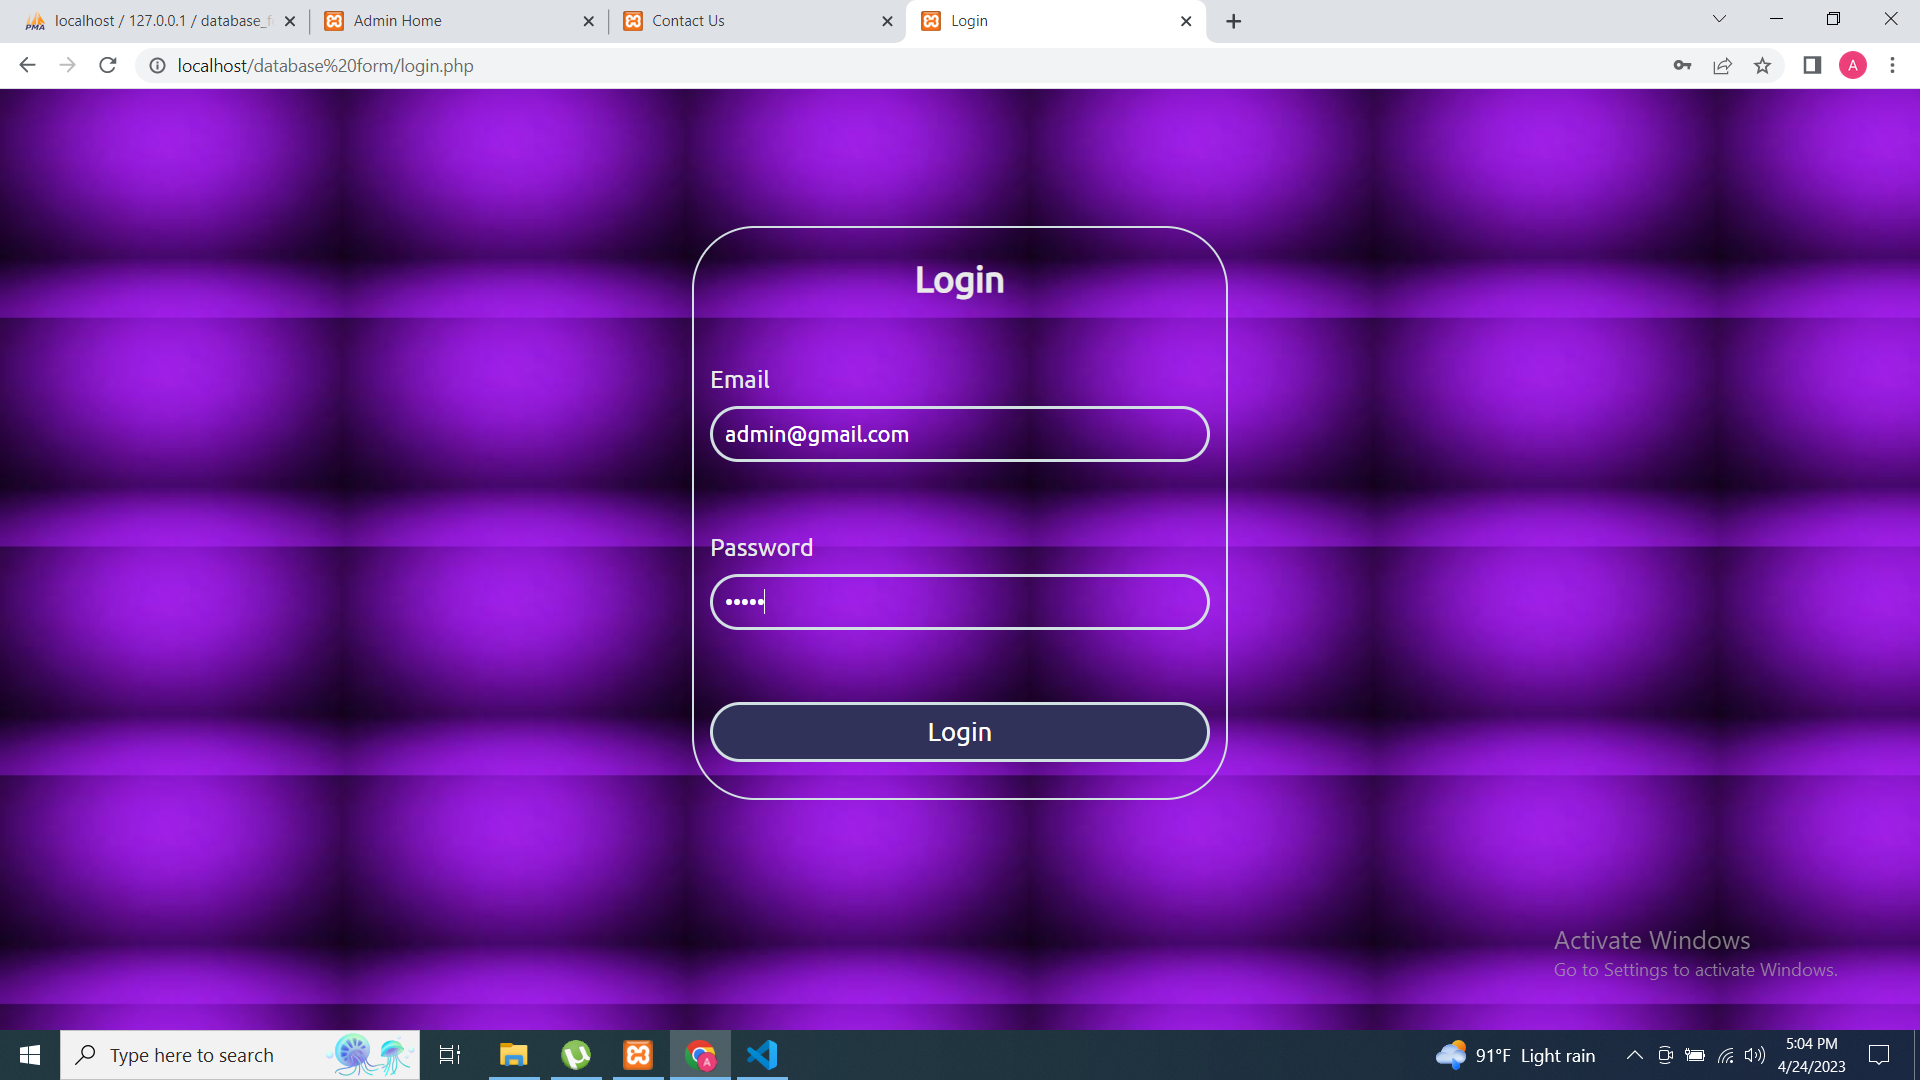 localhost / 127.0.0.1 / database_f
Admin Home
Contact Us
Login
localhost/database%20form/login.php
A
Login
Email
admin@gmail.com
Password
•••••
Login
Activate Windows
Go to Settings to activate Windows.
Type here to search
A
91°F Light rain
5:04 PM
4/24/2023